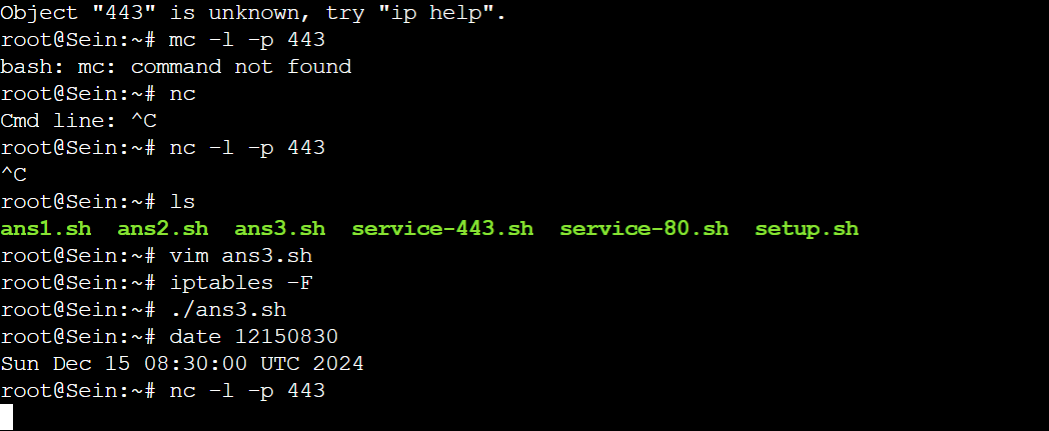 Object "443" is unknown, try "ip help".
root@Sein:~# mc -l -p 443
bash: mc: command not found
root@Sein:~# nc
Cmd line: ^C
root@Sein:~# nc -l -p 443
^C
root@Sein:~# ls
ans1.sh  ans2.sh  ans3.sh  service-443.sh  service-80.sh  setup.sh
root@Sein:~# vim ans3.sh
root@Sein:~# iptables -F
root@Sein:~# ./ans3.sh
root@Sein:~# date 12150830
Sun Dec 15 08:30:00 UTC 2024
root@Sein:~# nc -l -p 443